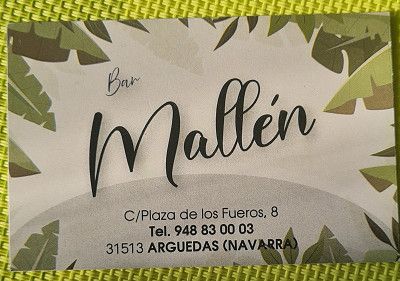 Bar
Mallén
C/Plaza de los Fueros, 8
Tel. 948 83 00 03
31513 ARGUEDAS (NAVARRA)